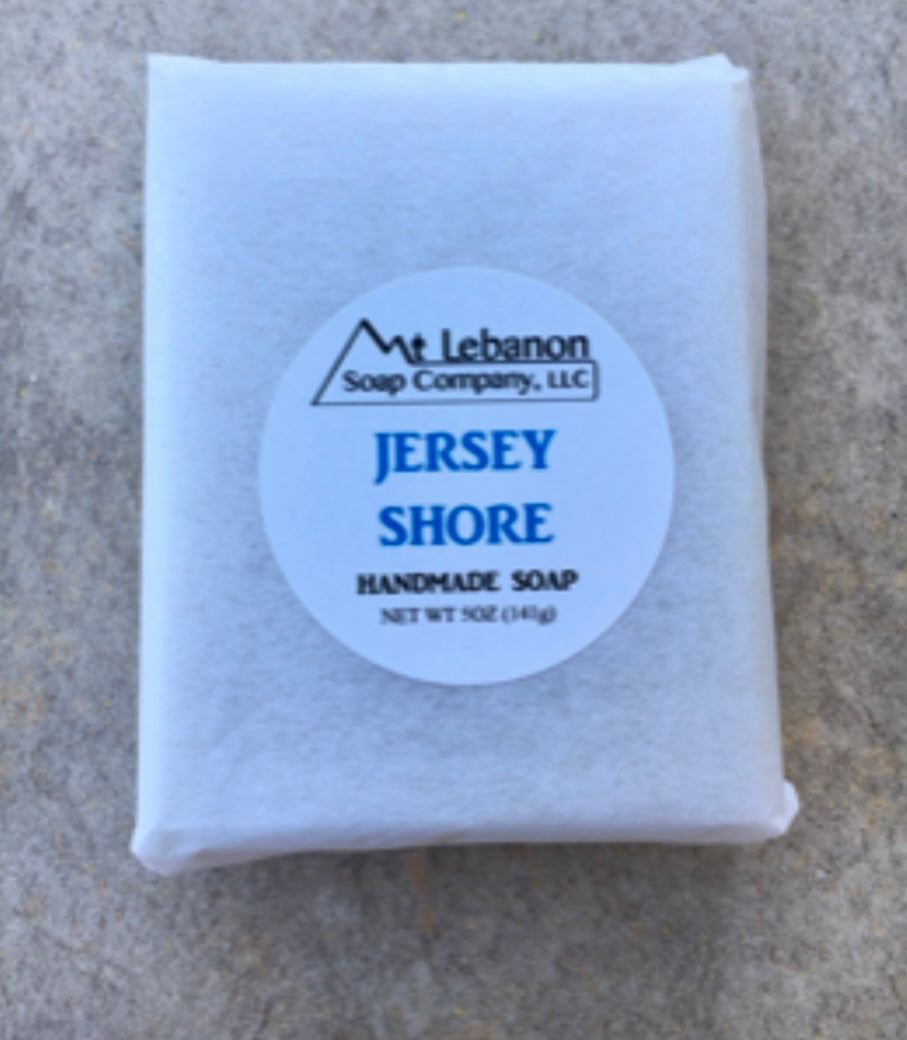 Mt Lebanon
Soap Company, LLC
JERSEY
SHORE
HANDMADE SOAP
NET WT 5OZ (141g)